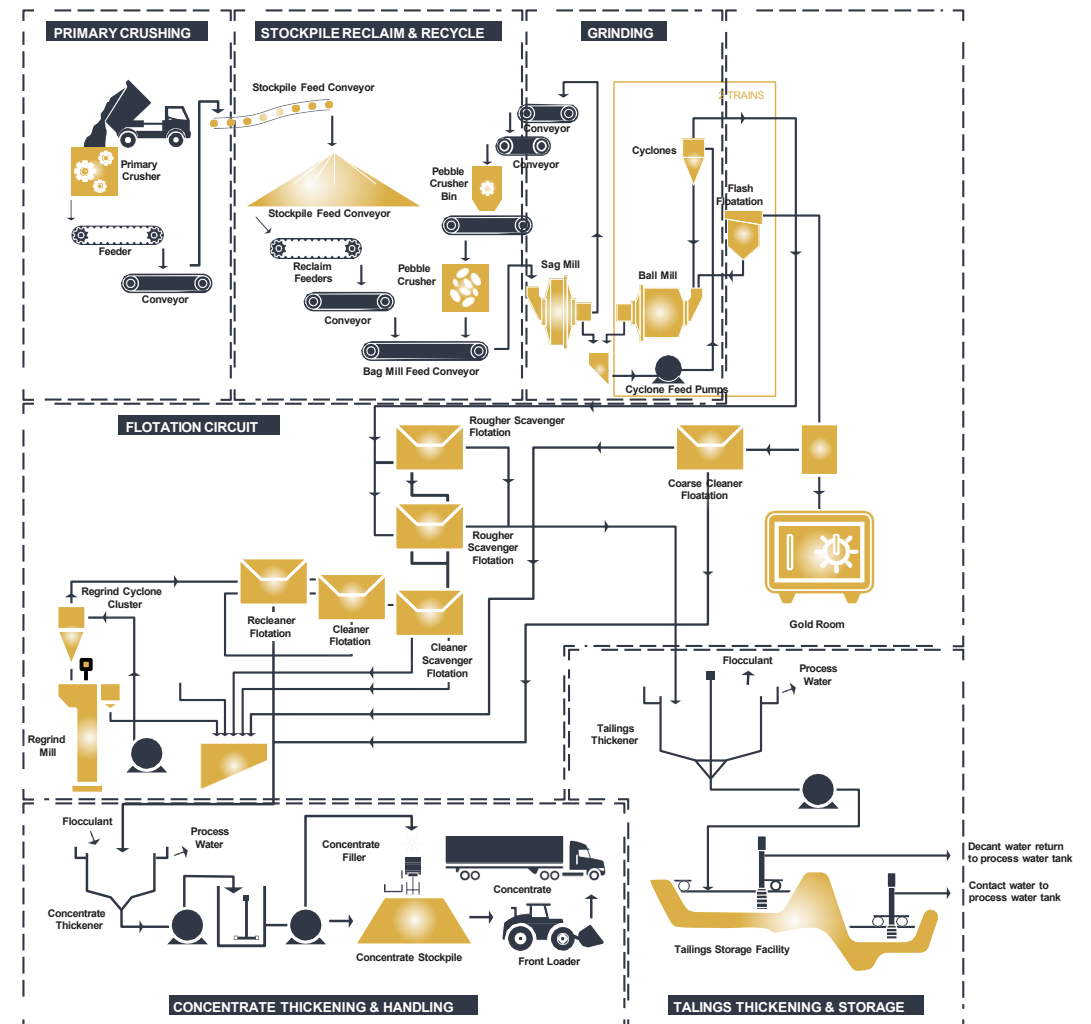 PRIMARY CRUSHING
STOCKPILE RECLAIM & RECYCLE
GRINDING
Stockpile Feed Conveyor
2 TRAINS
Conveyor
Conveyor
Cyclones
Primary
Crusher
Pebble
Crusher
Bin
Flash
Floatation
Stockpile Feed Conveyor
Feeder
Reclaim
Feeders
Pebble
Crusher
Sag Mill
Ball Mill
Conveyor
Conveyor
Bag Mill Feed Conveyor
Cyclone Feed Pumps
FLOTATION CIRCUIT
Rougher Scavenger
Flotation
Coarse Cleaner
Floatation
Rougher
Scavenger
Flotation
Regrind Cyclone
Cluster
Recleaner
Flotation
Cleaner
Flotation
Cleaner
Scavenger
Flotation
Gold Room
Regrind
Mill
Flocculant
Process
Water
Tailings
Thickener
Flocculant
Process
Water
Concentrate
Filler
Concentrate
Concentrate
Thickener
Concentrate Stockpile
Front Loader
Decant water return
to process water tank
Contact water to
process water tank
Tailings Storage Facility
CONCENTRATE THICKENING & HANDLING
TALINGS THICKENING & STORAGE